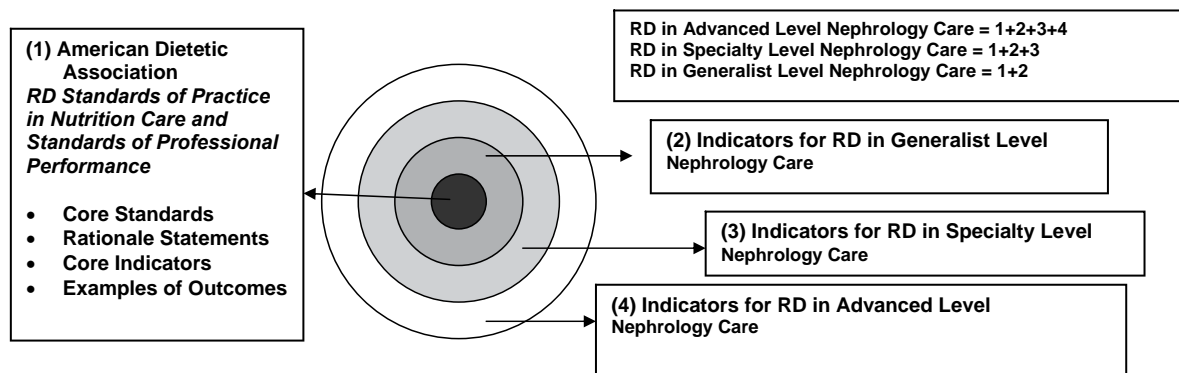 (1) American Dietetic
Association
RD Standards of Practice
in Nutrition Care and
Standards of Professional
Performance
• Core Standards
• Rationale Statements
• Core Indicators
• Examples of Outcomes
RD in Advanced Level Nephrology Care = 1+2+3+4
RD in Specialty Level Nephrology Care = 1+2+3
RD in Generalist Level Nephrology Care = 1+2
(2) Indicators for RD in Generalist Level
Nephrology Care
(3) Indicators for RD in Specialty Level
Nephrology Care
(4) Indicators for RD in Advanced Level
Nephrology Care